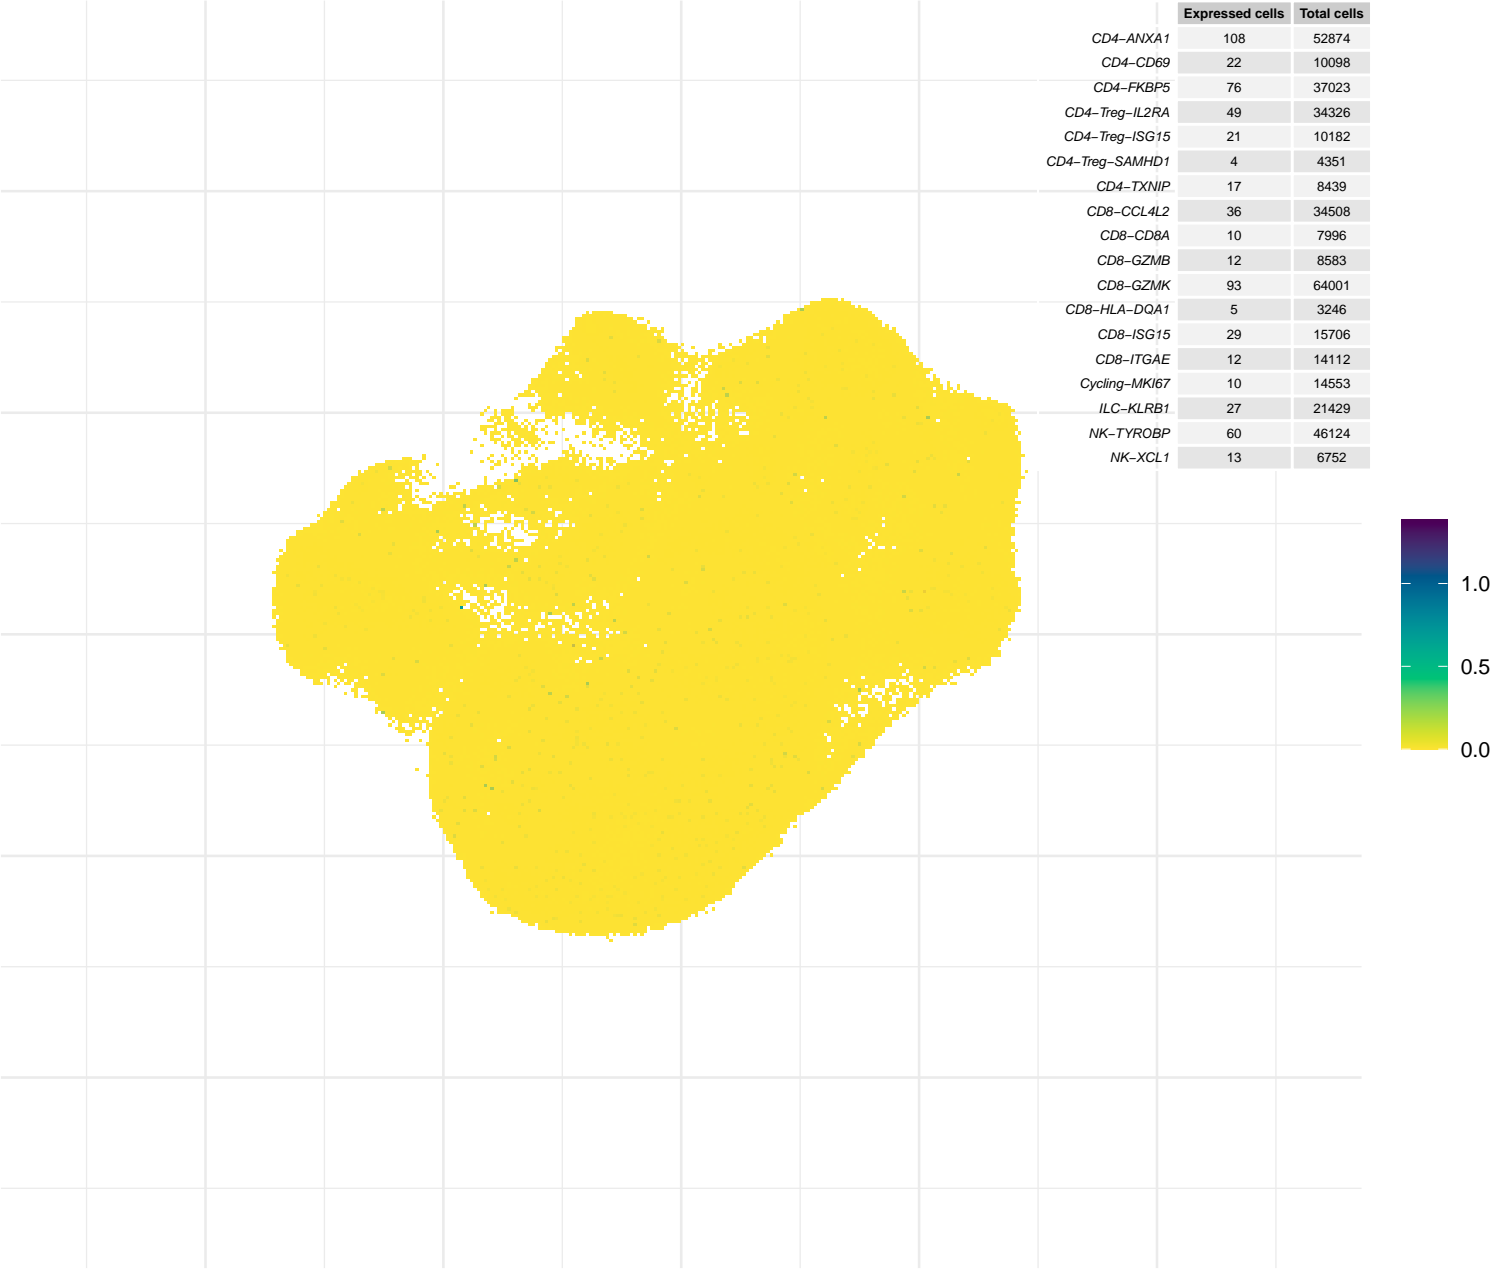 Expressed cells Total cells
CD4−ANXA1 108 52874
CD4−CD69 22 10098
CD4−FKBP5 76 37023
CD4−Treg−IL2RA 49 34326
CD4−Treg−ISG15 21 10182
CD4−Treg−SAMHD1 4 4351
CD4−TXNIP 17 8439
CD8−CCL4L2 36 34508
CD8−CD8A 10 7996
CD8−GZMB 12 8583
CD8−GZMK 93 64001
CD8−HLA−DQA1 5 3246
CD8−ISG15 29 15706
CD8−ITGAE 12 14112
Cycling−MKI67 10 14553
ILC−KLRB1 27 21429
NK−TYROBP 60 46124
NK−XCL1 13 6752
1.0
0.5
0.0